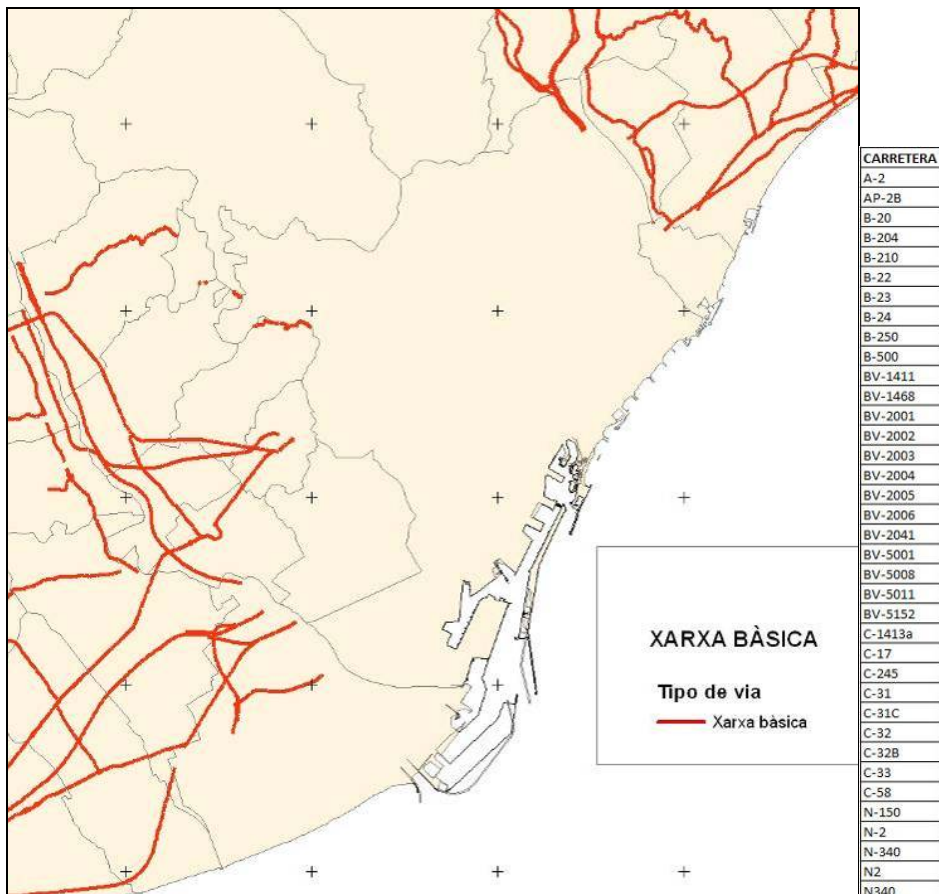 XARXA BÀSICA
Tipo de via
Xarxa bàsica
CARRETERA
A-2
AP-2B
B-20
B-204
B-210
B-22
B-23
B-24
B-250
B-500
BV-1411
BV-1468
BV-2001
BV-2002
BV-2003
BV-2004
BV-2005
BV-2006
BV-2041
BV-5001
BV-5008
BV-5011
BV-5152
C-1413a
C-17
C-245
C-31
C-31C
C-32
C-32B
C-33
C-58
N-150
N-2
N-340
N2
N340